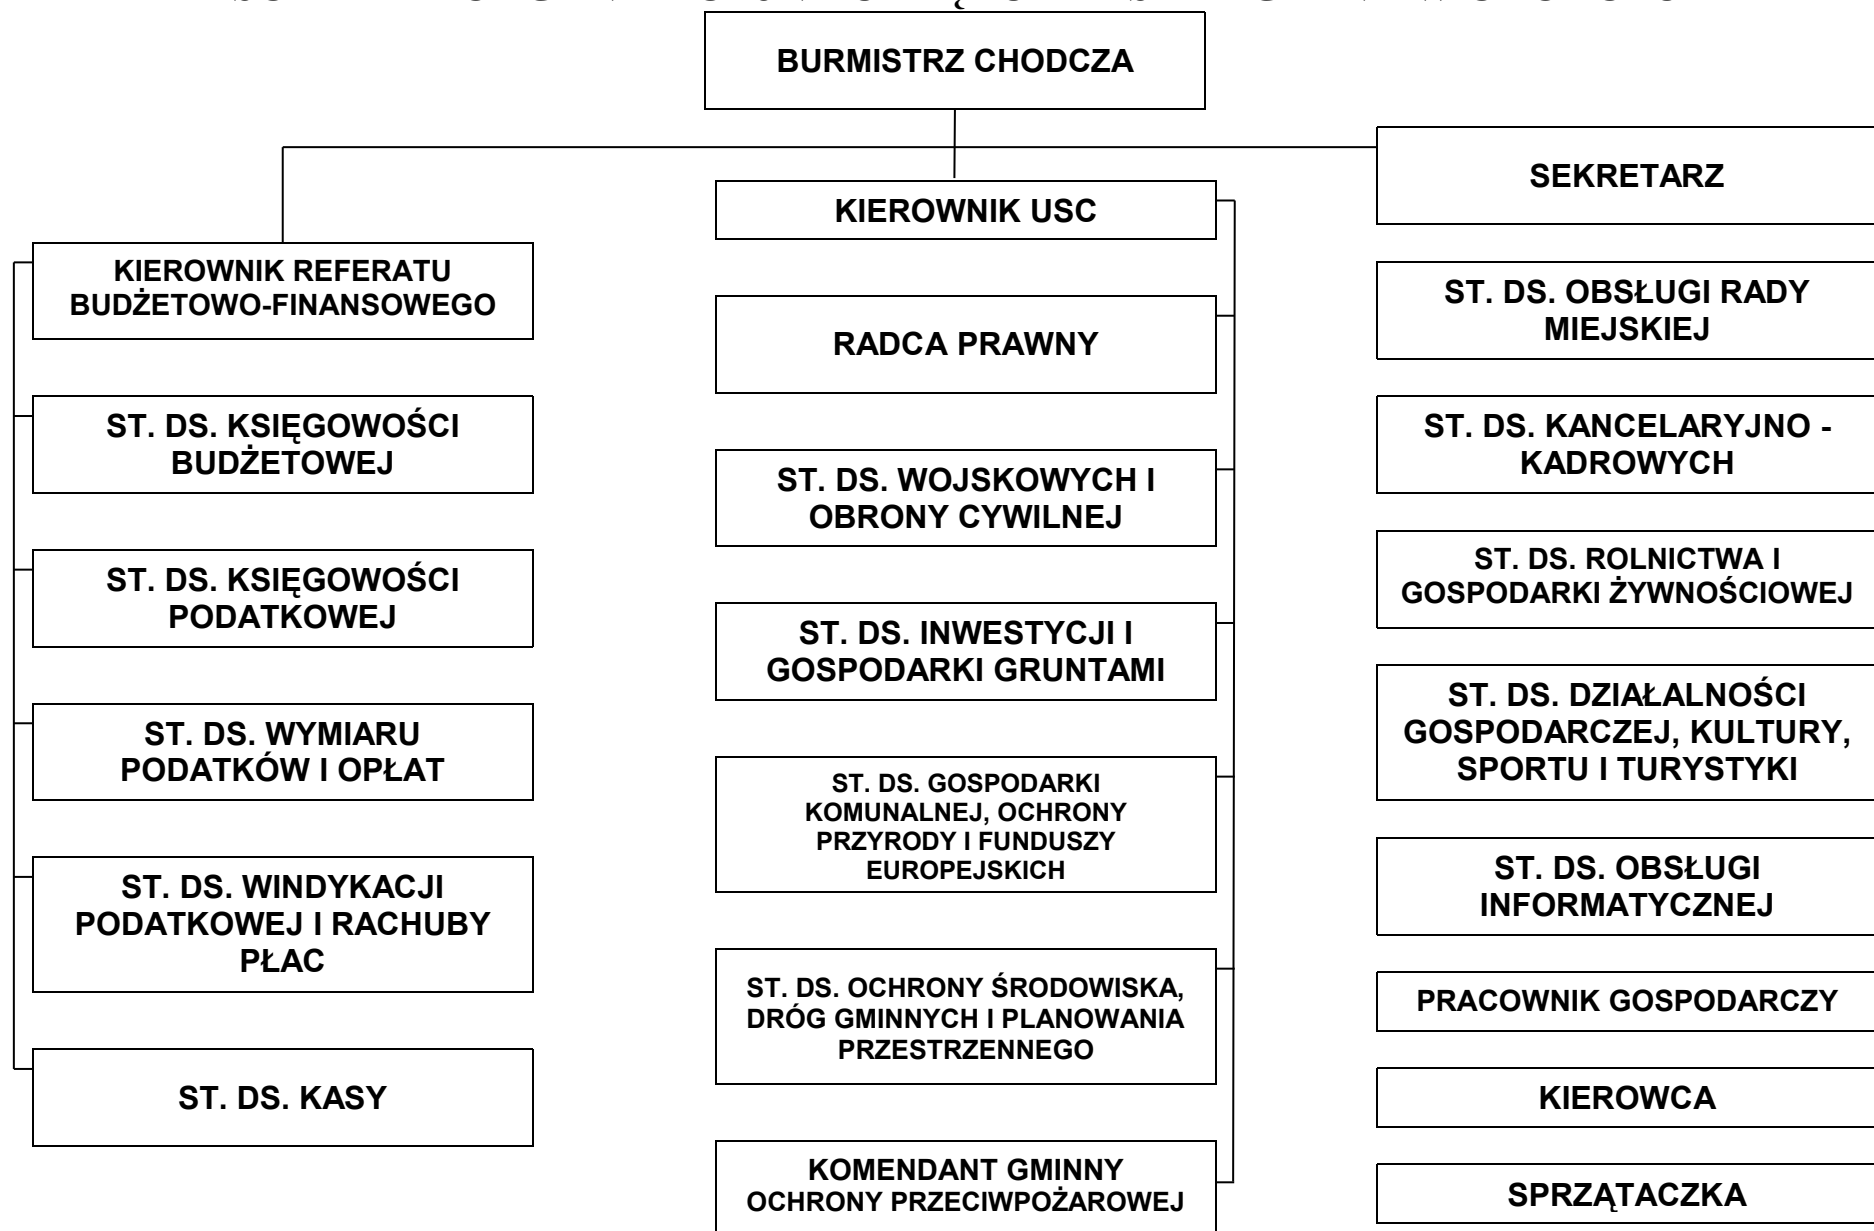 BURMISTRZ CHODCZA
SEKRETARZ
KIEROWNIK USC
KIEROWNIK REFERATU
BUDŻETOWO-FINANSOWEGO
ST. DS. OBSŁUGI RADY
MIEJSKIEJ
RADCA PRAWNY
ST. DS. KSIĘGOWOŚCI
BUDŻETOWEJ
ST. DS. KANCELARYJNO -
KADROWYCH
ST. DS. WOJSKOWYCH I
OBRONY CYWILNEJ
ST. DS. KSIĘGOWOŚCI
PODATKOWEJ
ST. DS. ROLNICTWA I
GOSPODARKI ŻYWNOŚCIOWEJ
ST. DS. INWESTYCJI I
GOSPODARKI GRUNTAMI
ST. DS. WYMIARU
PODATKÓW I OPŁAT
ST. DS. DZIAŁALNOŚCI
GOSPODARCZEJ, KULTURY,
SPORTU I TURYSTYKI
ST. DS. GOSPODARKI
KOMUNALNEJ, OCHRONY
PRZYRODY I FUNDUSZY
EUROPEJSKICH
ST. DS. WINDYKACJI
PODATKOWEJ I RACHUBY
PŁAC
ST. DS. OBSŁUGI
INFORMATYCZNEJ
ST. DS. OCHRONY ŚRODOWISKA,
DRÓG GMINNYCH I PLANOWANIA
PRZESTRZENNEGO
PRACOWNIK GOSPODARCZY
ST. DS. KASY
KIEROWCA
KOMENDANT GMINNY
OCHRONY PRZECIWPOŻAROWEJ
SPRZĄTACZKA